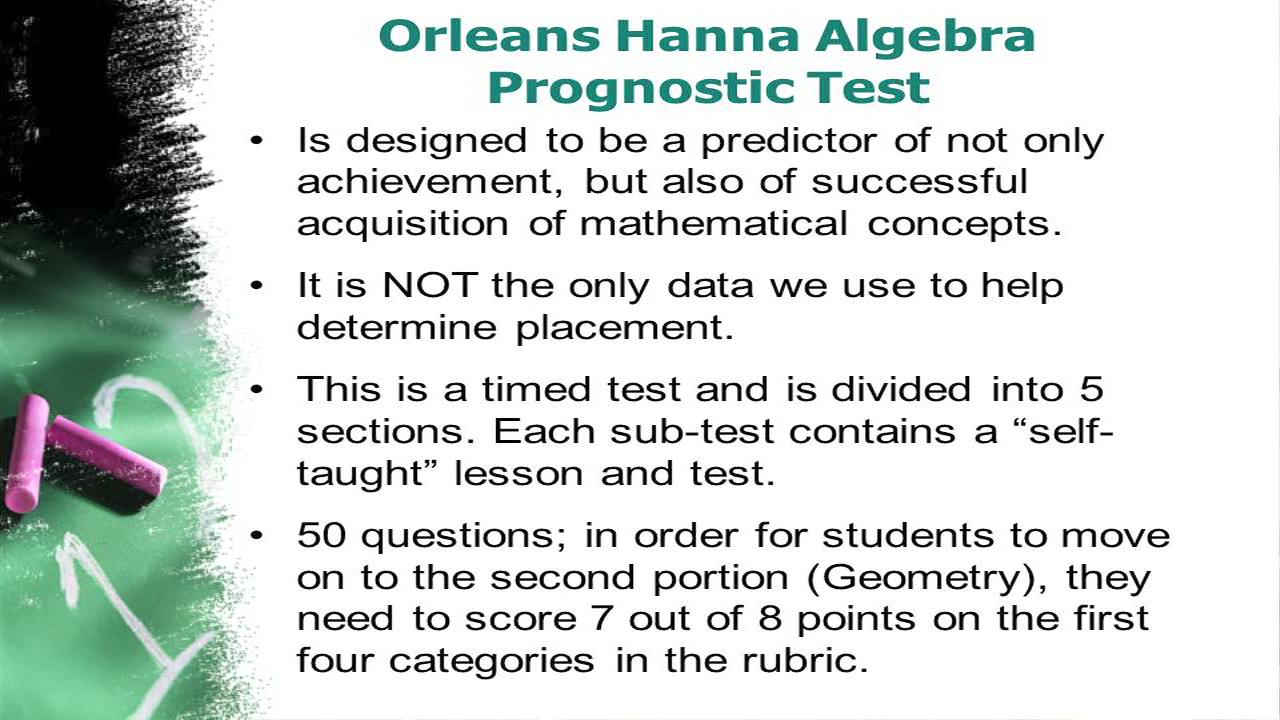 Orleans Hanna Algebra
Prognostic Test
• Is designed to be a predictor of not only
achievement, but also of successful
acquisition of mathematical concepts.
• It is NOT the only data we use to help
determine placement.
• This is a timed test and is divided into 5
sections. Each sub-test contains a “self-
taught” lesson and test.
• 50 questions; in order for students to move
on to the second portion (Geometry), they
need to score 7 out of 8 points on the first
four categories in the rubric.